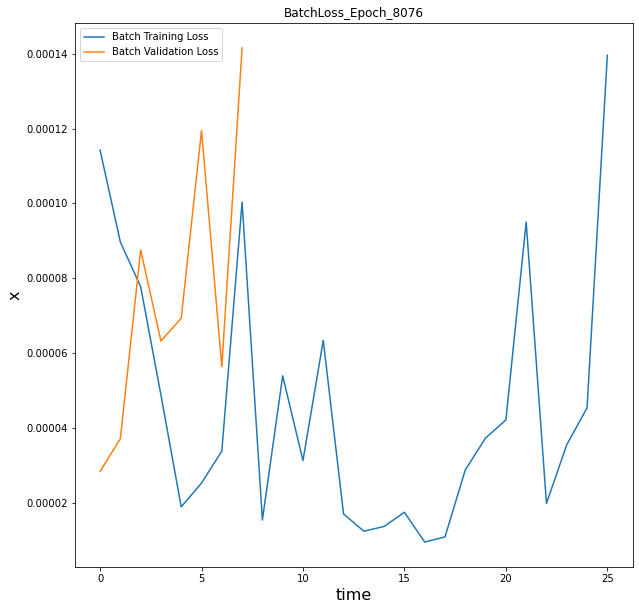 BatchLoss_Epoch_8076
Batch Training Loss
Batch Validation Loss
0.00014
0.00012
0.00010
0.00008
0.00006
0.00004
0.00002
x
0 5 10 15 20 25
time